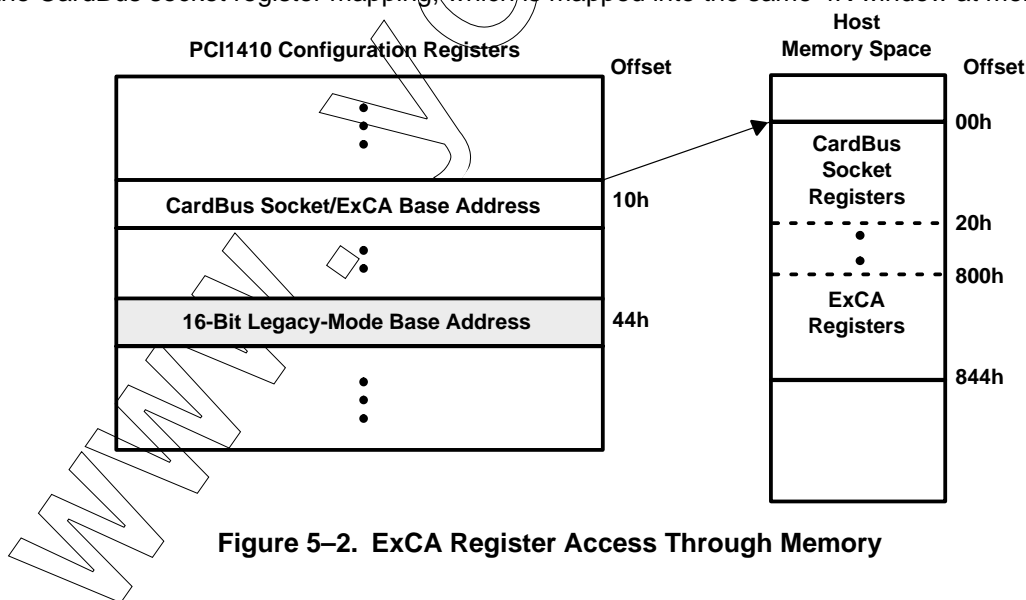 the CardBus socket register mapping, which is mapped into the same 4K window at
PCI1410 Configuration Registers
Offset
CardBus Socket/ExCA Base Address
10h
16-Bit Legacy-Mode Base Address
44h
Host
Memory Space
Offset
00h
CardBus
Socket
Registers
20h
800h
ExCA
Registers
844h
Figure 5–2. ExCA Register Access Through Memory
www.